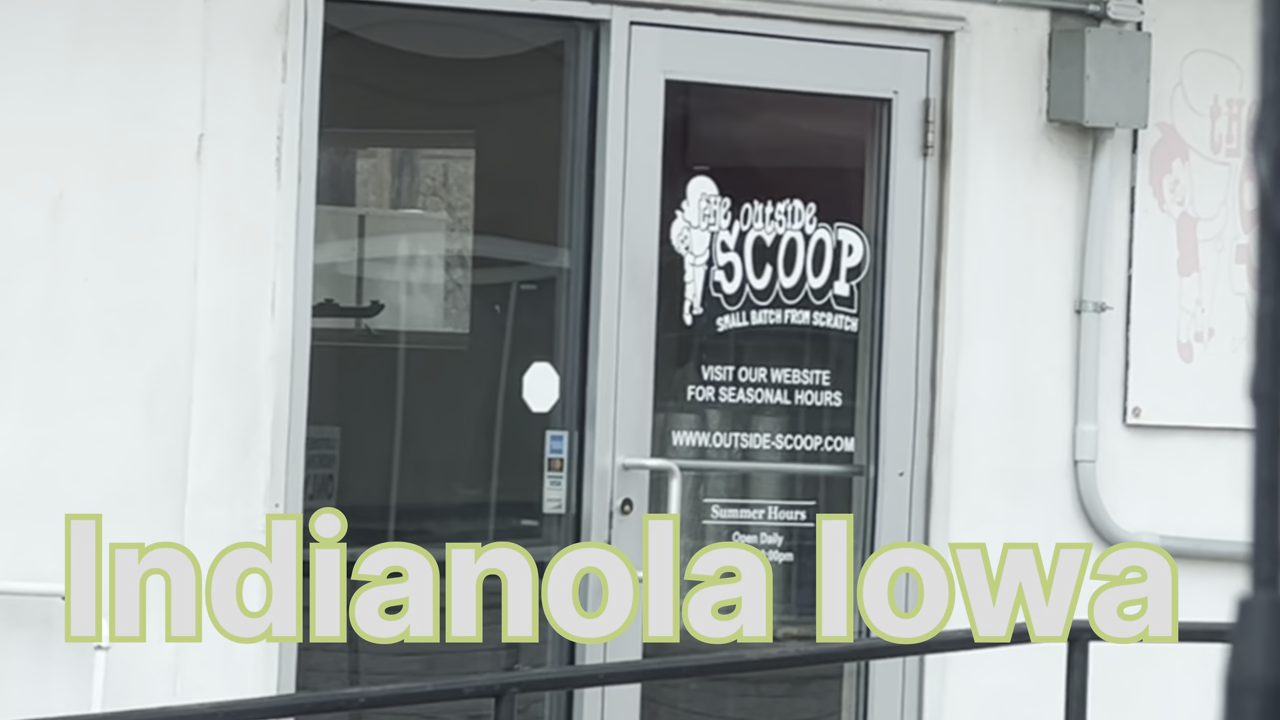 the outside
SCOOP
SMALL BATCH FROM SCRATCH
VISIT OUR WEBSITE
FOR SEASONAL HOURS
WWW.OUTSIDE-SCOOP.COM
Summer Hours
Open Daily
Indianola Iowa